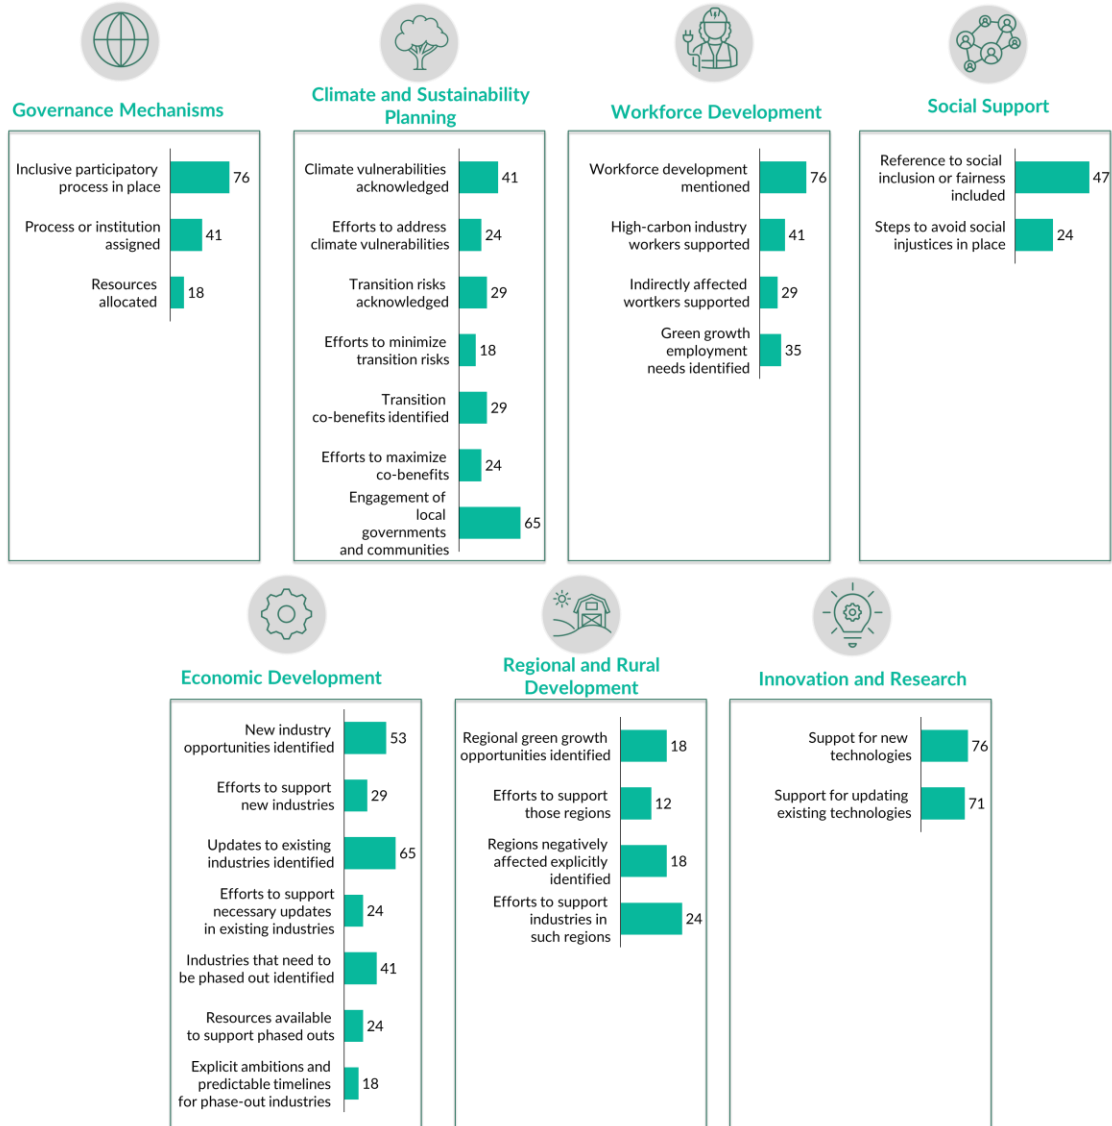 Governance Mechanisms
Inclusive participatory
process in place
76
Process or institution
assigned
41
Resources
allocated
18
Climate and Sustainability
Planning
Climate vulnerabilities
acknowledged
41
Efforts to address
climate vulnerabilities
24
Transition risks
acknowledged
29
Efforts to minimize
transition risks
18
Transition
co-benefits identified
29
Efforts to maximize
co-benefits
24
Engagement of
local
governments
and communities
65
Workforce Development
Workforce development
mentioned
76
High-carbon industry
workers supported
41
Indirectly affected
wortkers supported
29
Green growth
employment
needs identified
35
Social Support
Reference to social
inclusion or fairness
included
47
Steps to avoid social
injustices in place
24
Economic Development
New industry
opportunities identified
53
Efforts to support
new industries
29
Updates to existing
industries identified
65
Efforts to support
necessary updates
in existing industries
24
Industries that need to
be phased out identified
41
Resources available
to support phased outs
24
Explicit ambitions and
predictable timelines
for phase-out industries
18
Regional and Rural
Development
Regional green growth
opportunities identified
18
Efforts to support
those regions
12
Regions negatively
affected explicitly
identified
18
Efforts to support
industries in
such regions
24
Innovation and Research
Suppot for new
technologies
76
Support for updating
existing technologies
71